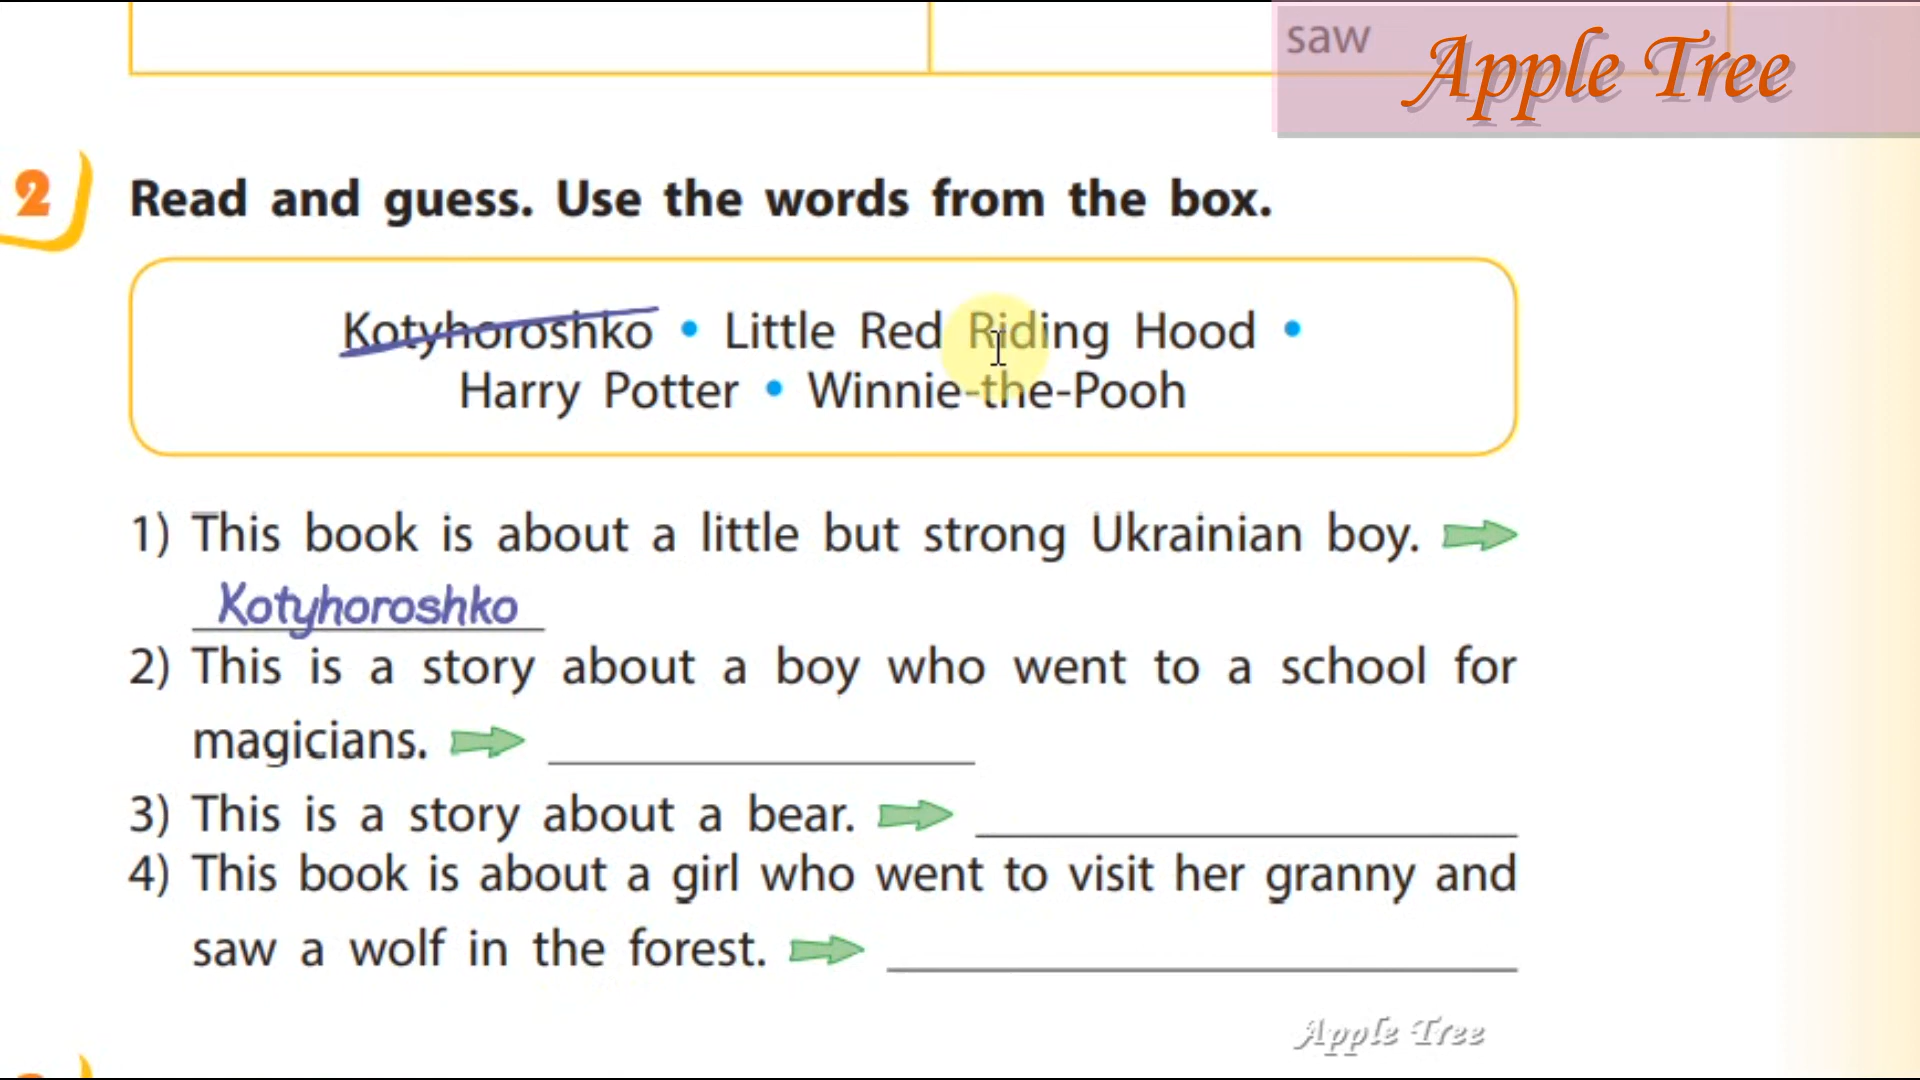 saw
Apple Tree
2
Read and guess. Use the words from the box.
Kotyhoroshko • Little Red Riding Hood •
Harry Potter • Winnie-the-Pooh
1) This book is about a little but strong Ukrainian boy.
Kotyhoroshko
2) This is a story about a boy who went to a school for
magicians.
3) This is a story about a bear.
4) This book is about a girl who went to visit her granny and
saw a wolf in the forest.
Apple Tree